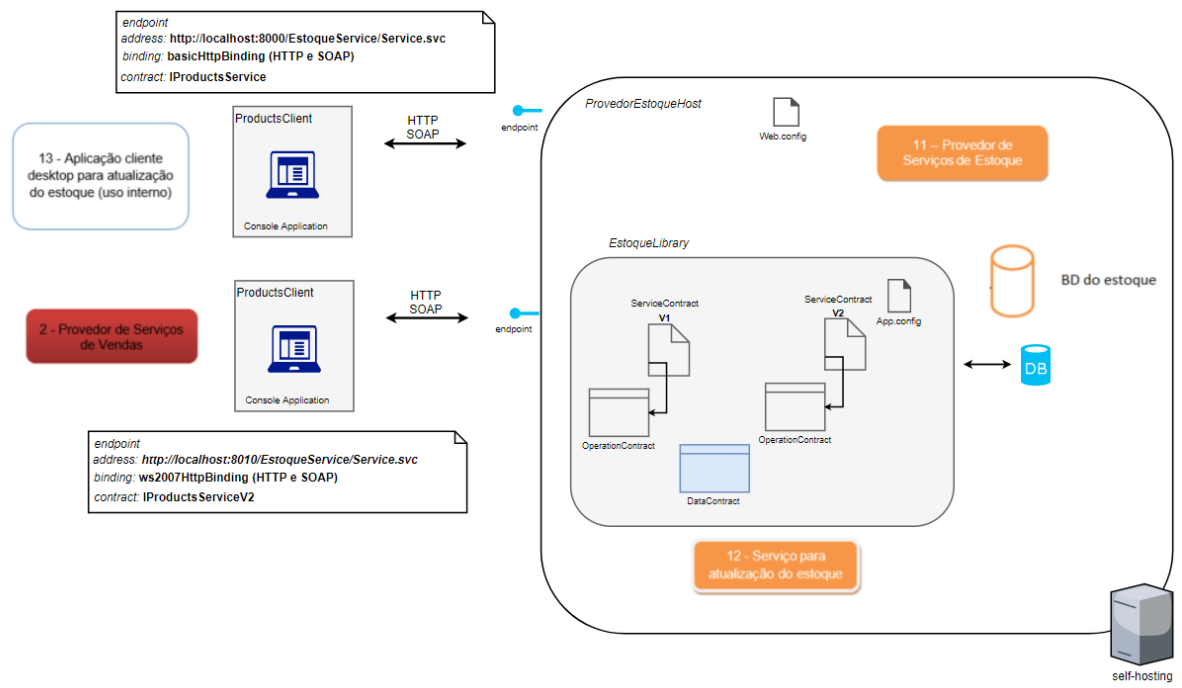 endpoint
address: http://localhost:8000/EstoqueService/Service.svc
binding: basicHttpBinding (HTTP e SOAP)
contract: IProductsService
13 - Aplicação cliente
desktop para atualização
do estoque (uso interno)
ProductsClient
Console Application
HTTP
SOAP
endpoint
ProvedorEstoqueHost
Web.config
11 – Provedor de
Serviços de Estoque
2 - Provedor de Serviços
de Vendas
ProductsClient
Console Application
HTTP
SOAP
endpoint
EstoqueLibrary
ServiceContract
V1
OperationContract
ServiceContract
V2
OperationContract
App.config
DataContract
BD do estoque
DB
12 - Serviço para
atualização do estoque
endpoint
address: http://localhost:8010/EstoqueService/Service.svc
binding: ws2007HttpBinding (HTTP e SOAP)
contract: IProductsServiceV2
self-hosting